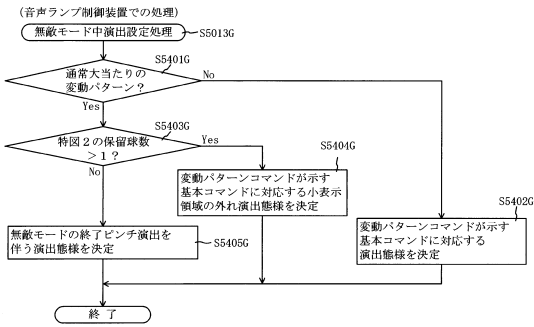 (音声ランプ制御装置での処理)
無敵モード中演出設定処理
S5013G
S5401G
通常大当たりの
変動パターン?
No
Yes
S5403G
特図2の保留球数
>1?
Yes
No
S5404G
変動パターンコマンドが示す
基本コマンドに対応する小表示
領域の外れ演出態様を決定
S5402G
変動パターンコマンドが示す
基本コマンドに対応する
演出態様を決定
無敵モードの終了ピンチ演出を
伴う演出態様を決定
S5405G
終了